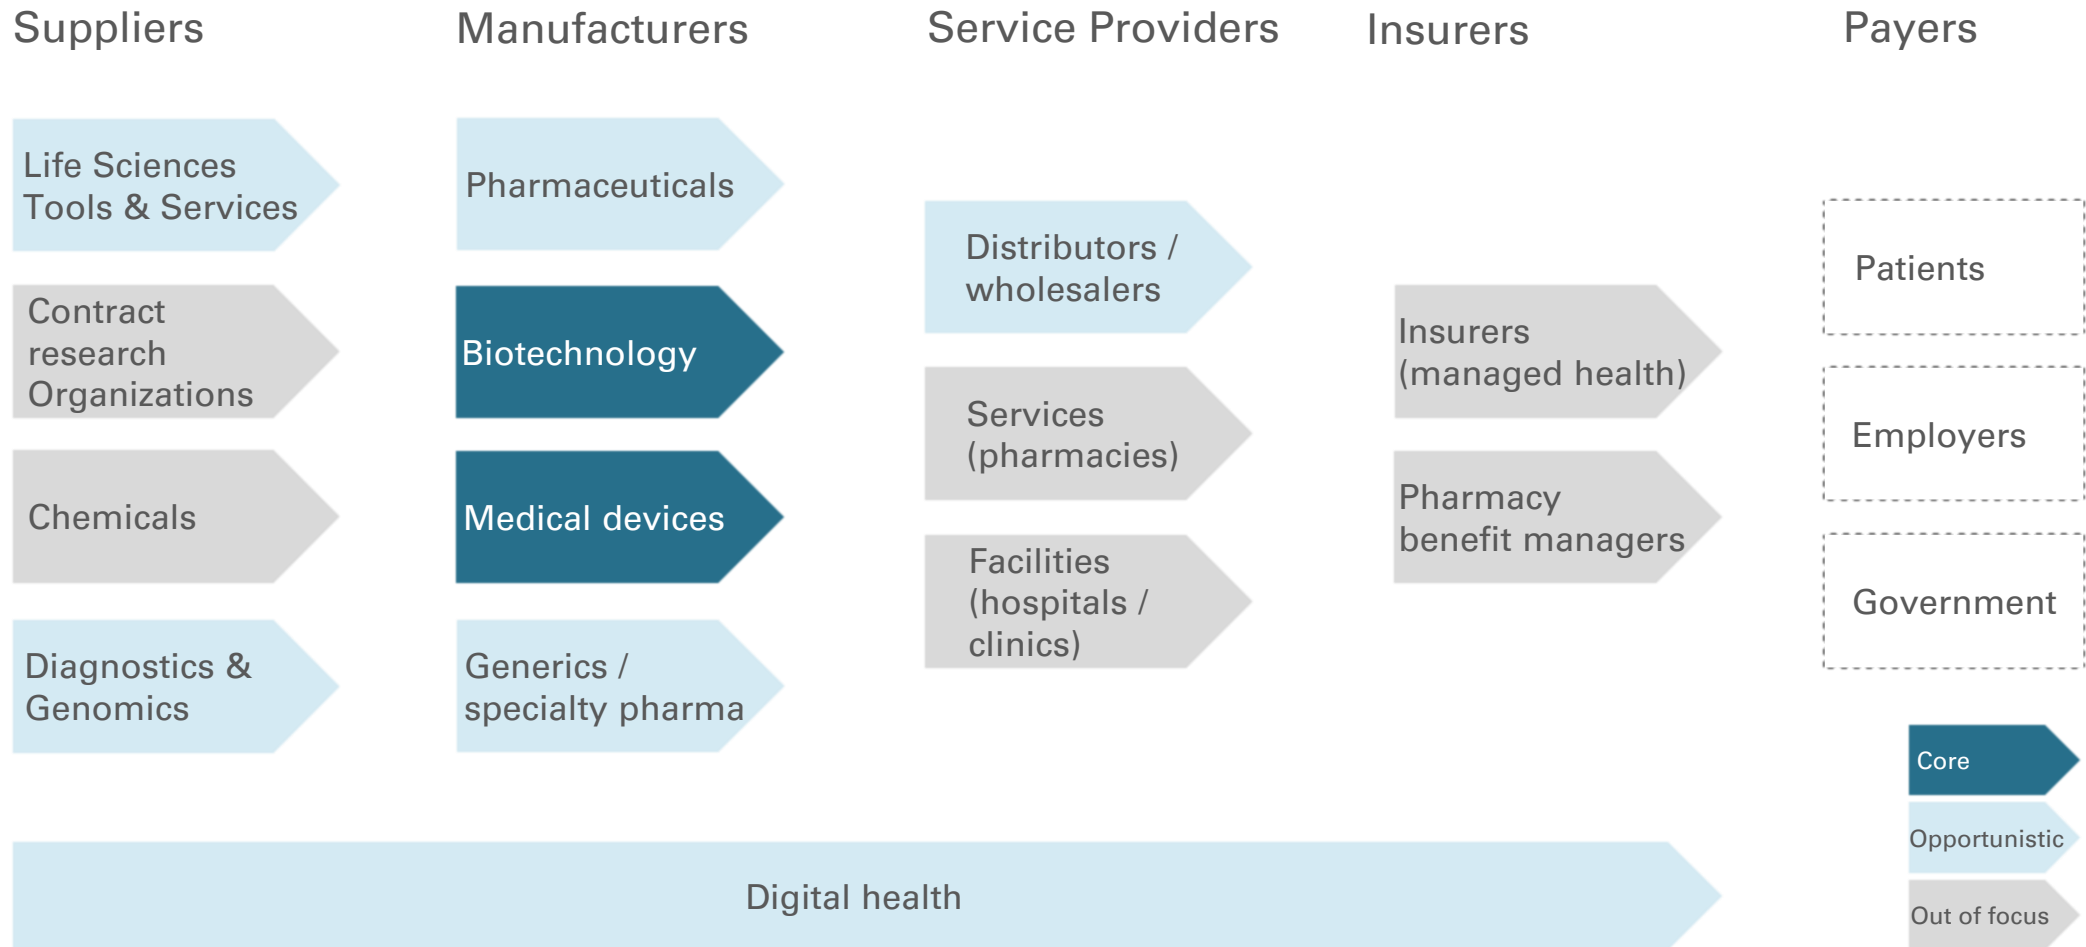 Suppliers
Manufacturers
Service Providers
Insurers
Payers
Life Sciences
Tools & Services
Contract
research
Organizations
Chemicals
Diagnostics &
Genomics
Pharmaceuticals
Biotechnology
Medical devices
Generics /
specialty pharma
Distributors /
wholesalers
Services
(pharmacies)
Facilities
(hospitals /
clinics)
Insurers
(managed health)
Pharmacy
benefit managers
Patients
Employers
Government
Digital health
Core
Opportunistic
Out of focus